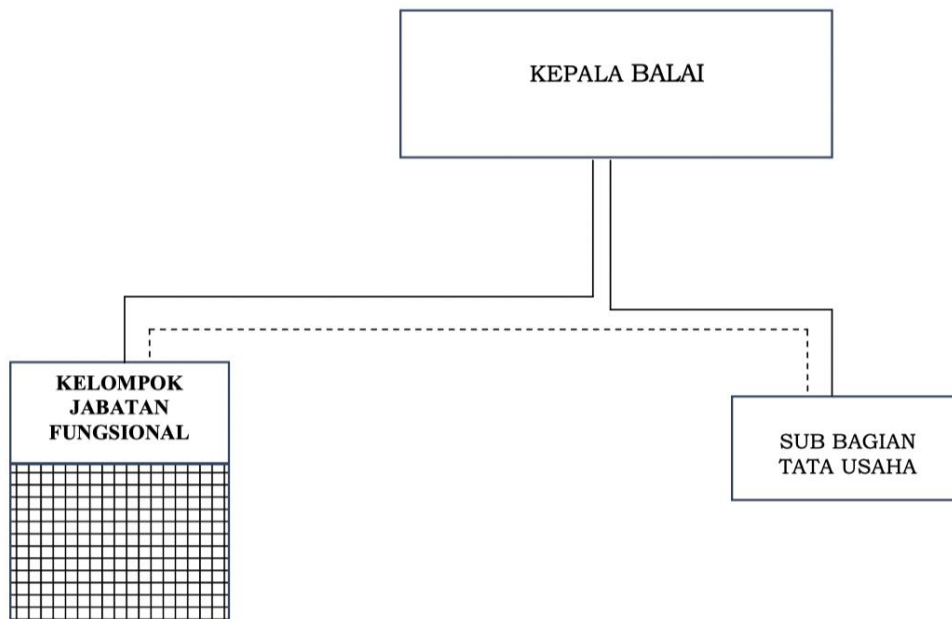 KEPALA BALAI
KELOMPOK
JABATAN
FUNGSIONAL
SUB BAGIAN
TATA USAHA